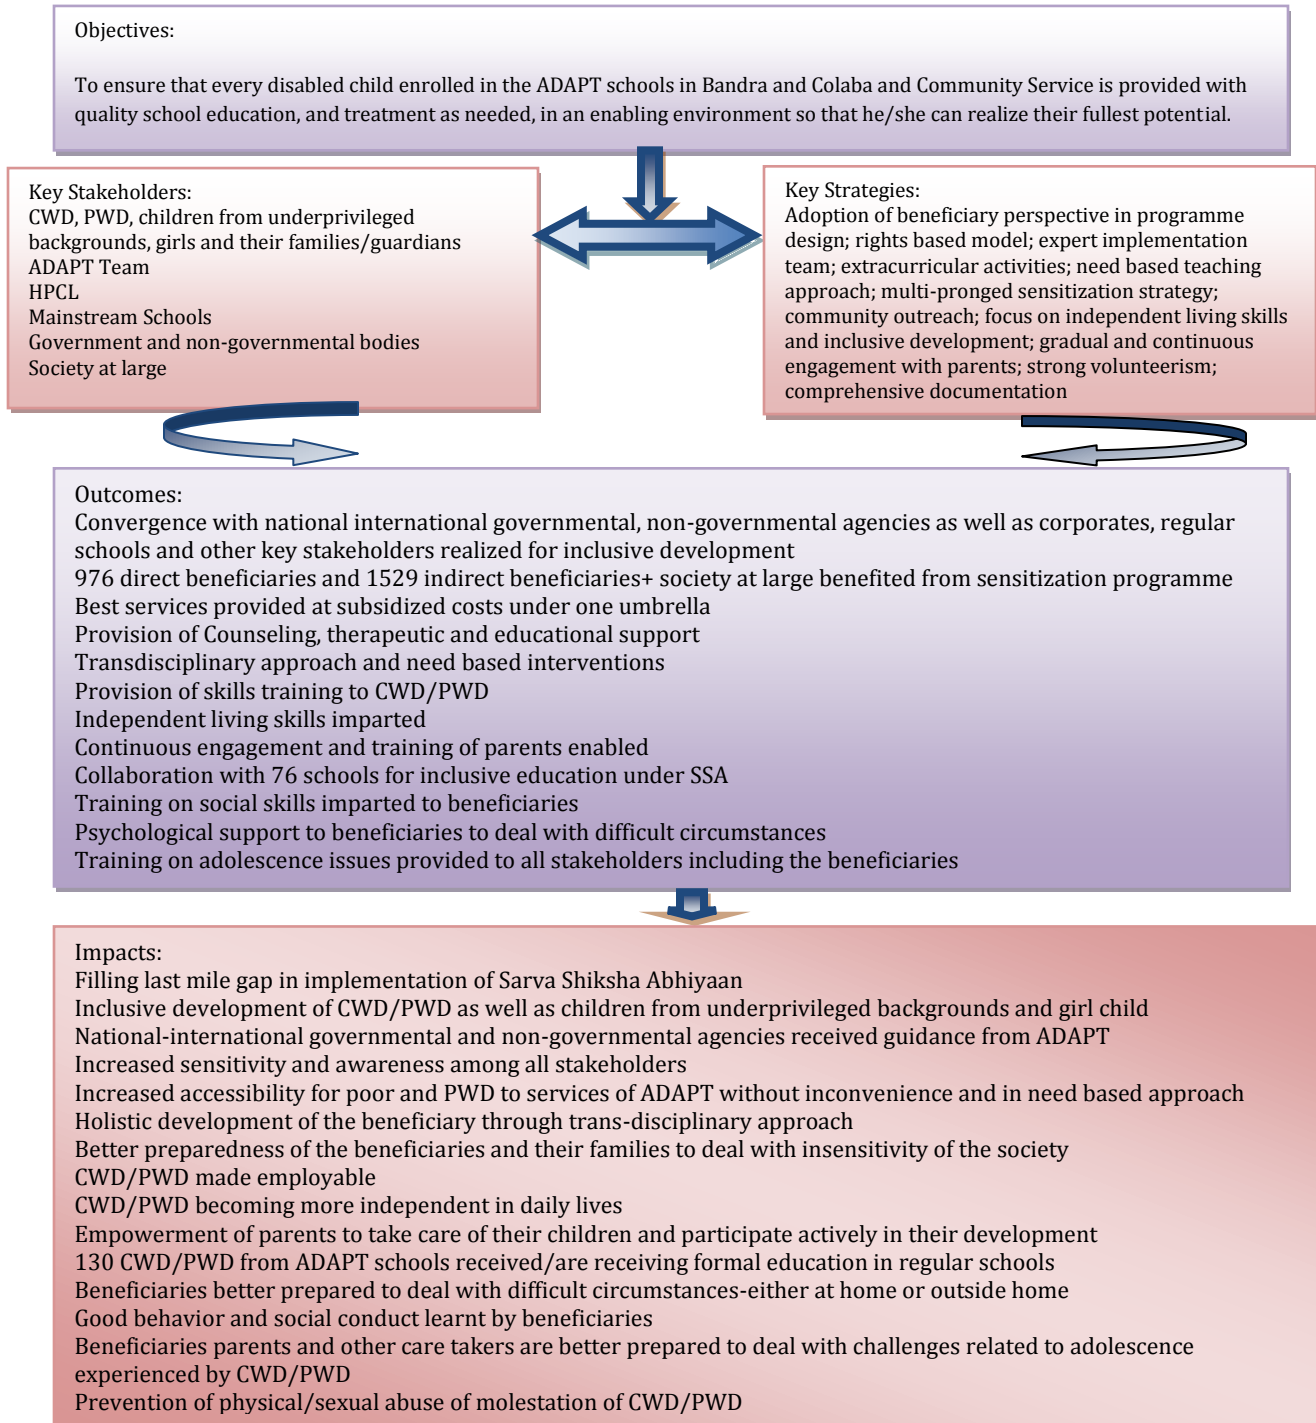 Objectives:
To ensure that every disabled child enrolled in the ADAPT schools in Bandra and Colaba and Community Service is provided with
quality school education, and treatment as needed, in an enabling environment so that he/she can realize their fullest potential.
Key Stakeholders:
CWD, PWD, children from underprivileged
backgrounds, girls and their families/guardians
ADAPT Team
HPCL
Mainstream Schools
Government and non-governmental bodies
Society at large
Key Strategies:
Adoption of beneficiary perspective in programme
design; rights based model; expert implementation
team; extracurricular activities; need based teaching
approach; multi-pronged sensitization strategy;
community outreach; focus on independent living skills
and inclusive development; gradual and continuous
engagement with parents; strong volunteerism;
comprehensive documentation
Outcomes:
Convergence with national international governmental, non-governmental agencies as well as corporates, regular
schools and other key stakeholders realized for inclusive development
976 direct beneficiaries and 1529 indirect beneficiaries+ society at large benefited from sensitization programme
Best services provided at subsidized costs under one umbrella
Provision of Counseling, therapeutic and educational support
Transdisciplinary approach and need based interventions
Provision of skills training to CWD/PWD
Independent living skills imparted
Continuous engagement and training of parents enabled
Collaboration with 76 schools for inclusive education under SSA
Training on social skills imparted to beneficiaries
Psychological support to beneficiaries to deal with difficult circumstances
Training on adolescence issues provided to all stakeholders including the beneficiaries
Impacts:
Filling last mile gap in implementation of Sarva Shiksha Abhiyaan
Inclusive development of CWD/PWD as well as children from underprivileged backgrounds and girl child
National-international governmental and non-governmental agencies received guidance from ADAPT
Increased sensitivity and awareness among all stakeholders
Increased accessibility for poor and PWD to services of ADAPT without inconvenience and in need based approach
Holistic development of the beneficiary through trans-disciplinary approach
Better preparedness of the beneficiaries and their families to deal with insensitivity of the society
CWD/PWD made employable
CWD/PWD becoming more independent in daily lives
Empowerment of parents to take care of their children and participate actively in their development
130 CWD/PWD from ADAPT schools received/are receiving formal education in regular schools
Beneficiaries better prepared to deal with difficult circumstances-either at home or outside home
Good behavior and social conduct learnt by beneficiaries
Beneficiaries parents and other care takers are better prepared to deal with challenges related to adolescence
experienced by CWD/PWD
Prevention of physical/sexual abuse of molestation of CWD/PWD